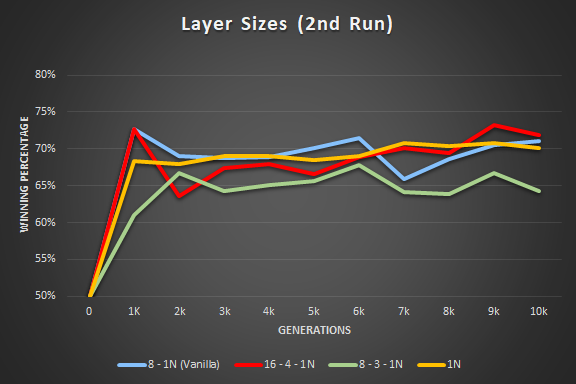 Layer Sizes (2nd Run)
WINNING PERCENTAGE
80%
75%
70%
65%
60%
55%
50%
0 1k 2k 3k 4k 5k 6k 7k 8k 9k 10k
GENERATIONS
8 - 1N (Vanilla) 16 - 4 - 1N 8 - 3 - 1N 1N